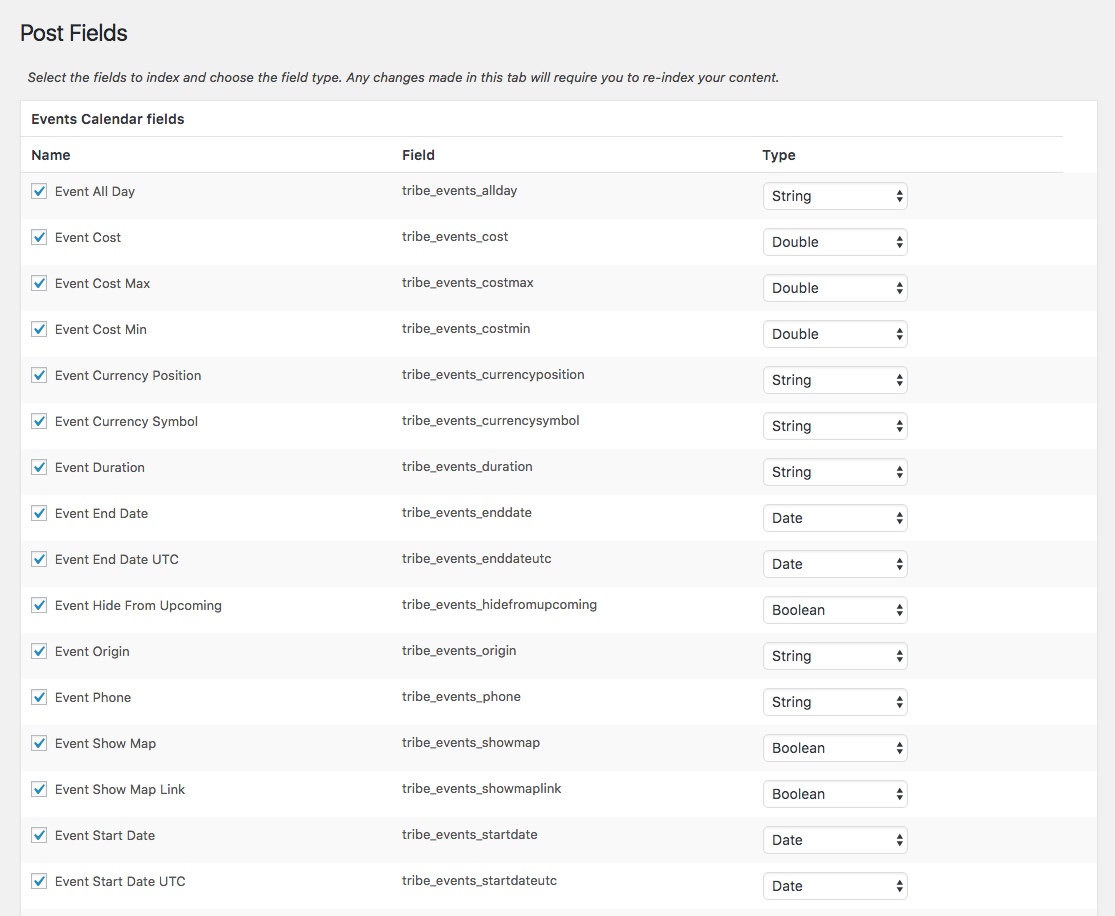 Post Fields
Select the fields to index and choose the field type. Any changes made in this tab will require you to re-index your content.
Events Calendar fields
Name Field Type
Event All Day tribe_events_allday String
Event Cost tribe_events_cost Double
Event Cost Max tribe_events_costmax Double
Event Cost Min tribe_events_costmin Double
Event Currency Position tribe_events_currencyposition String
Event Currency Symbol tribe_events_currencysymbol String
Event Duration tribe_events_duration String
Event End Date tribe_events_enddate Date
Event End Date UTC tribe_events_enddateutc Date
Event Hide From Upcoming tribe_events_hidefromupcoming Boolean
Event Origin tribe_events_origin String
Event Phone tribe_events_phone String
Event Show Map tribe_events_showmap Boolean
Event Show Map Link tribe_events_showmaplink Boolean
Event Start Date tribe_events_startdate Date
Event Start Date UTC tribe_events_startdateutc Date